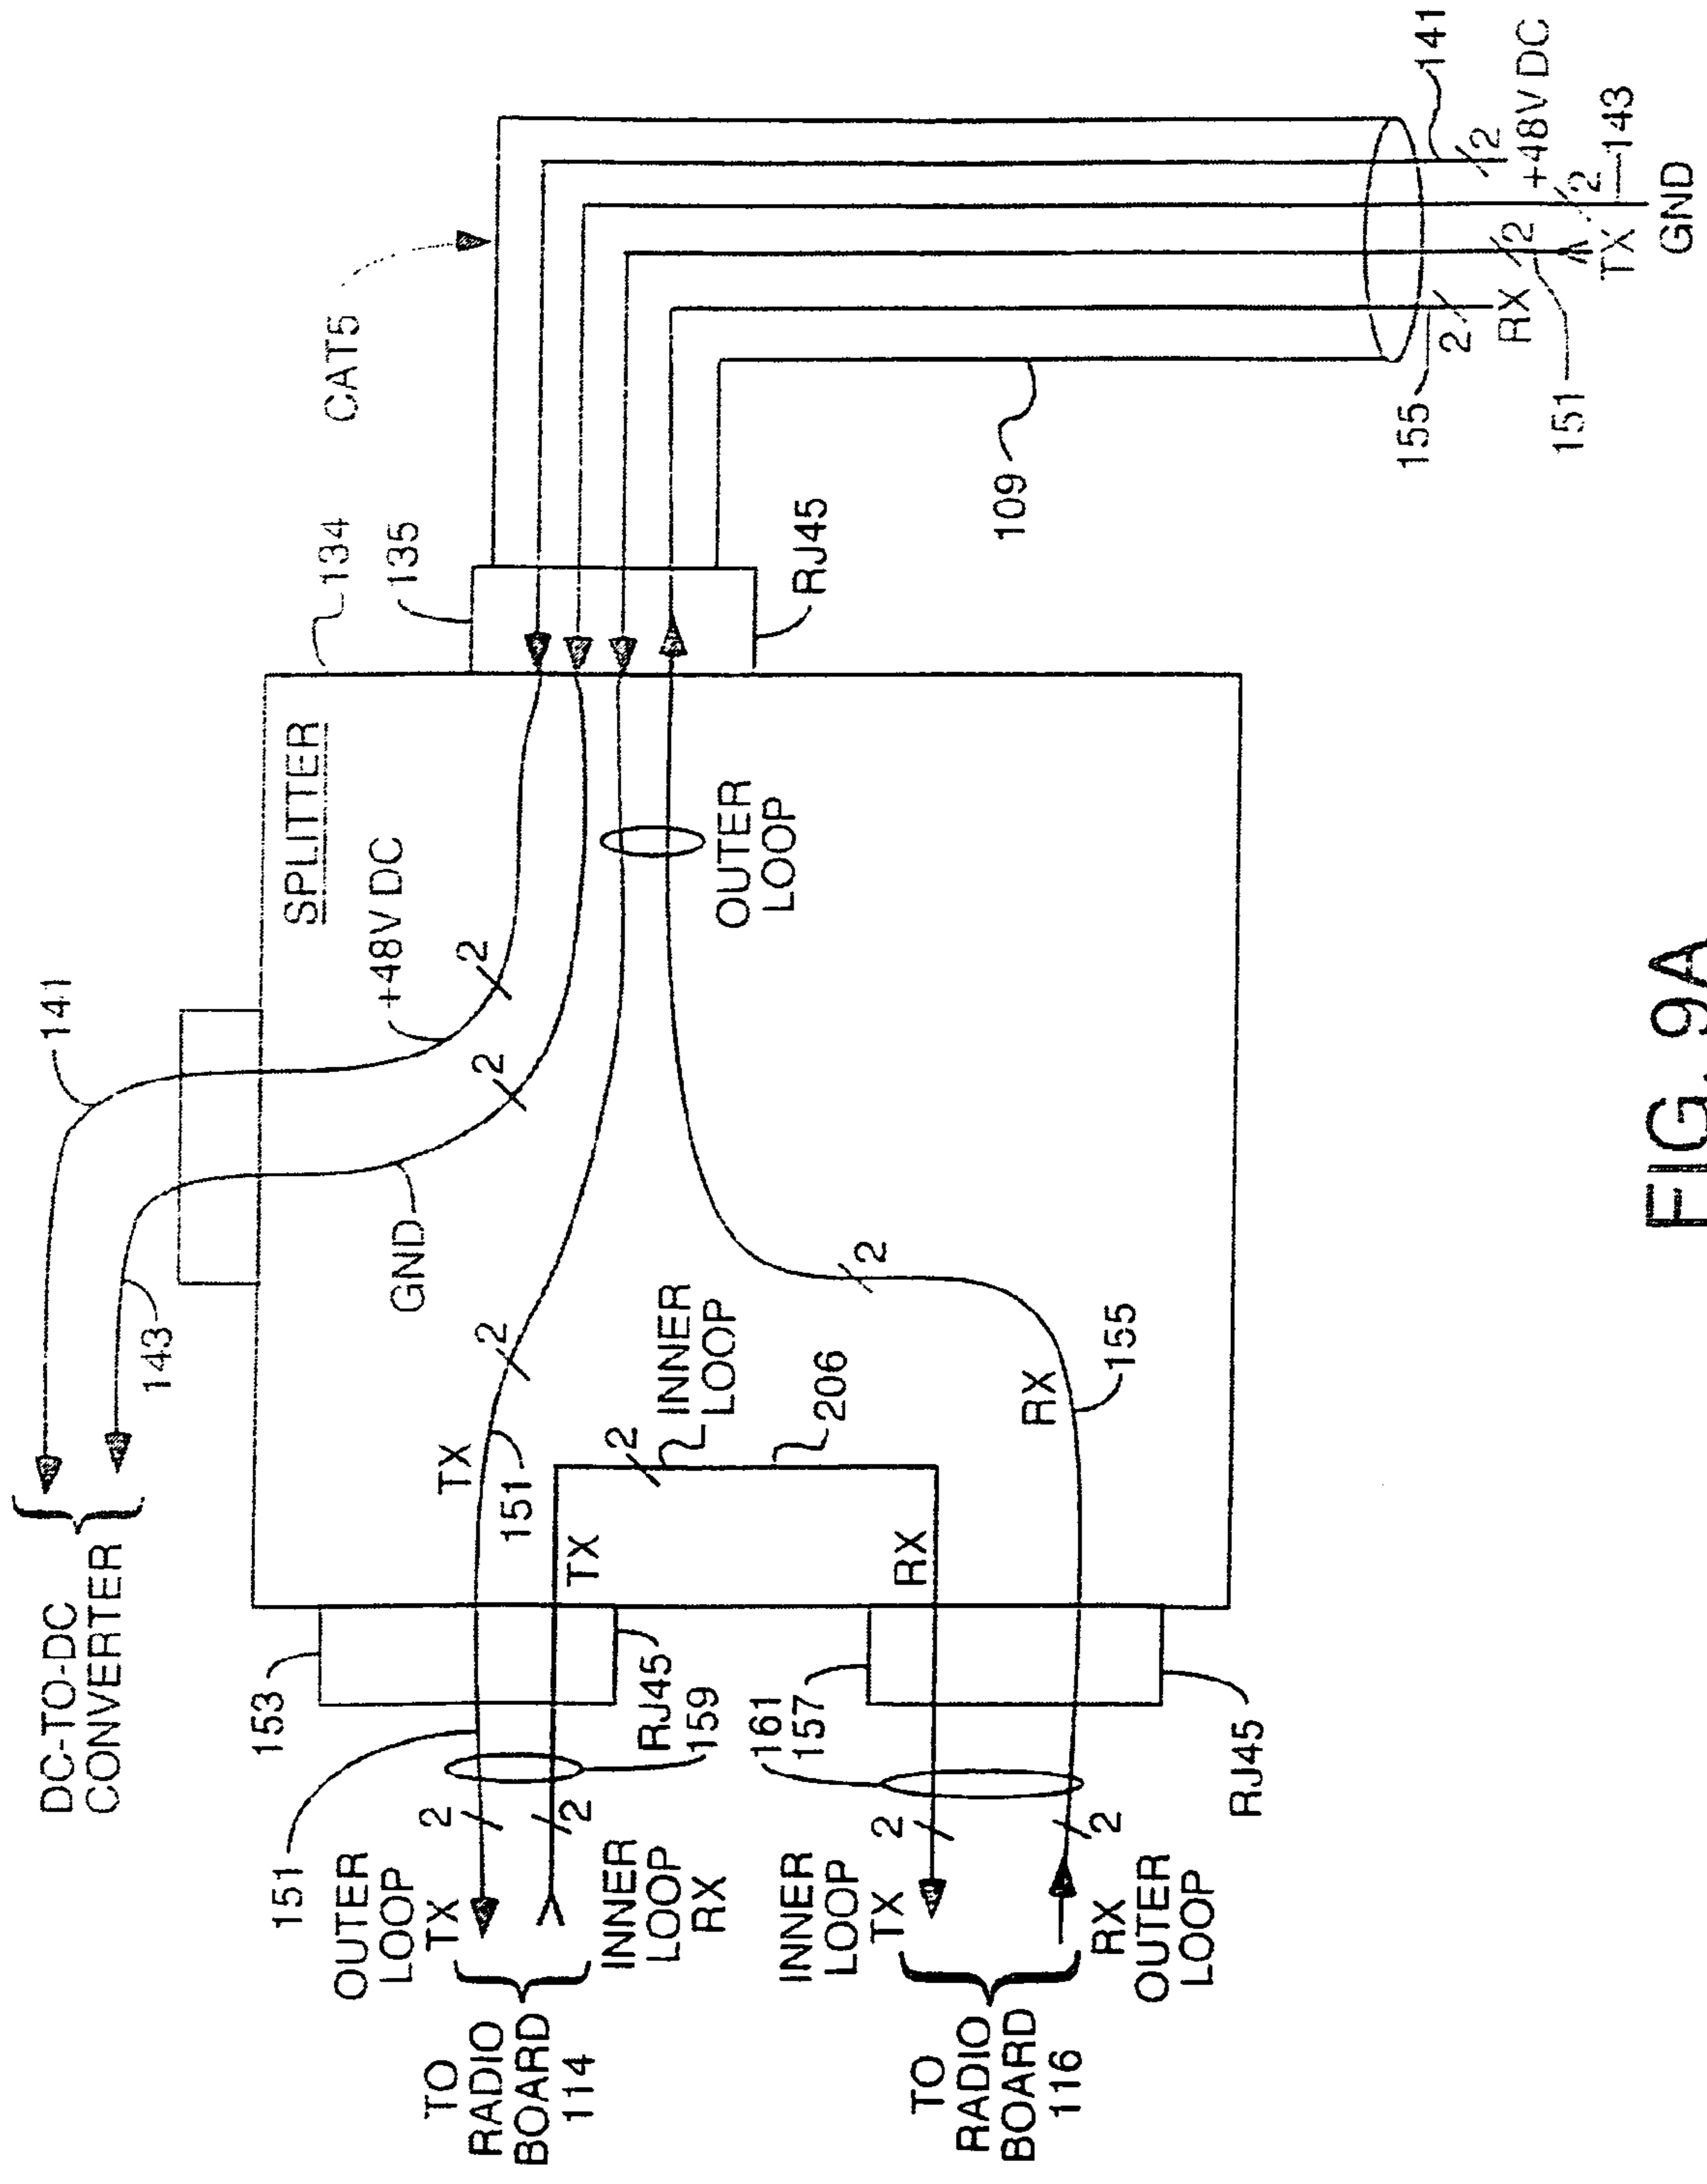 DC-TO-DC
CONVERTER
141
143
SPLITTER
134
135
CAT5
+48V DC
2
2
GND
OUTER
LOOP
RJ45
109
141
2
+48V DC
2
143
GND
2
TX
151
2
RX
155
TX
151
2
INNER
LOOP
2
206
TX
RX
2
RX
155
153
RJ45
159
161
157
RJ45
151
OUTER
LOOP
TX
2
2
INNER
LOOP
RX
INNER
LOOP
TX
2
2
RX
OUTER
LOOP
TO
RADIO
BOARD
114
TO
RADIO
BOARD
116
FIG. 9A